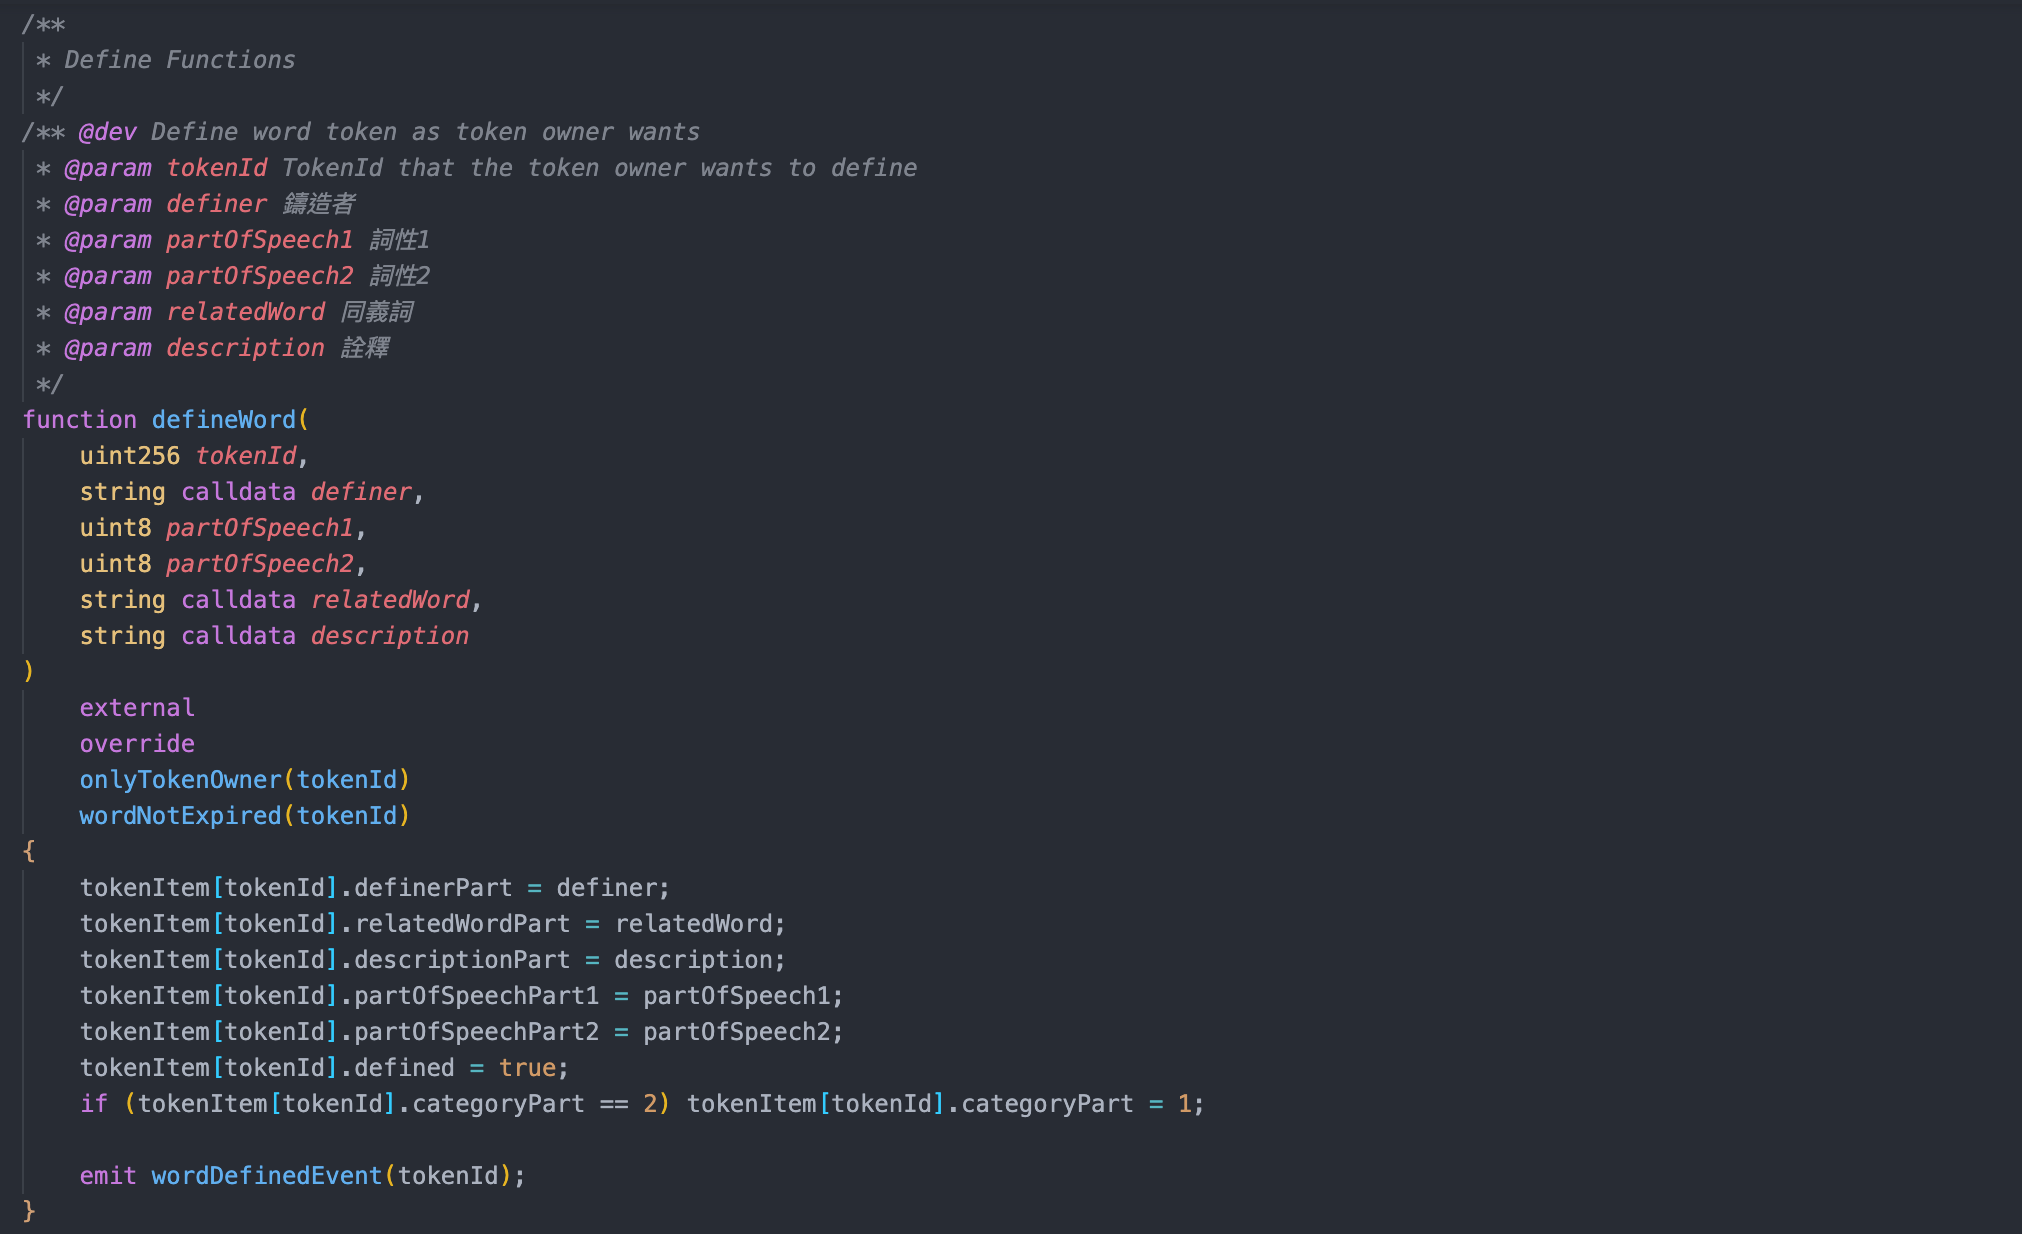 /**
 * Define Functions
 */
/** @dev Define word token as token owner wants
 * @param tokenId TokenId that the token owner wants to define
 * @param definer 鑄造者
 * @param partOfSpeech1 詞性1
 * @param partOfSpeech2 詞性2
 * @param relatedWord 同義詞
 * @param description 詮釋
 */
function defineWord(
    uint256 tokenId,
    string calldata definer,
    uint8 partOfSpeech1,
    uint8 partOfSpeech2,
    string calldata relatedWord,
    string calldata description
)
    external
    override
    onlyTokenOwner(tokenId)
    wordNotExpired(tokenId)
{
    tokenItem[tokenId].definerPart = definer;
    tokenItem[tokenId].relatedWordPart = relatedWord;
    tokenItem[tokenId].descriptionPart = description;
    tokenItem[tokenId].partOfSpeechPart1 = partOfSpeech1;
    tokenItem[tokenId].partOfSpeechPart2 = partOfSpeech2;
    tokenItem[tokenId].defined = true;
    if (tokenItem[tokenId].categoryPart == 2) tokenItem[tokenId].categoryPart = 1;

    emit wordDefinedEvent(tokenId);
}